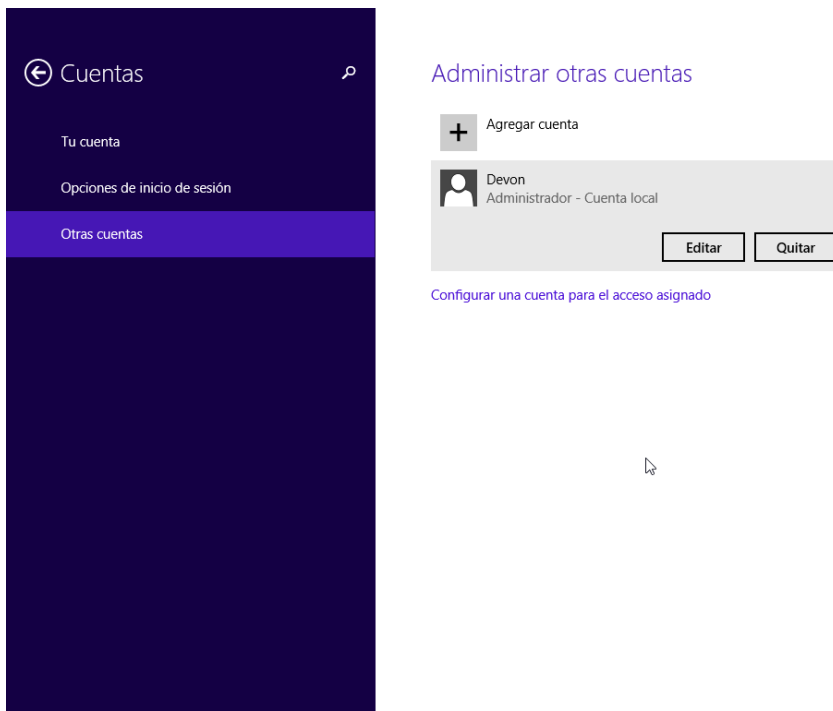 Cuentas
Tu cuenta
Opciones de inicio de sesión
Otras cuentas
Administrar otras cuentas
Agregar cuenta
Devon
Administrador - Cuenta local
Editar Quitar
Configurar una cuenta para el acceso asignado